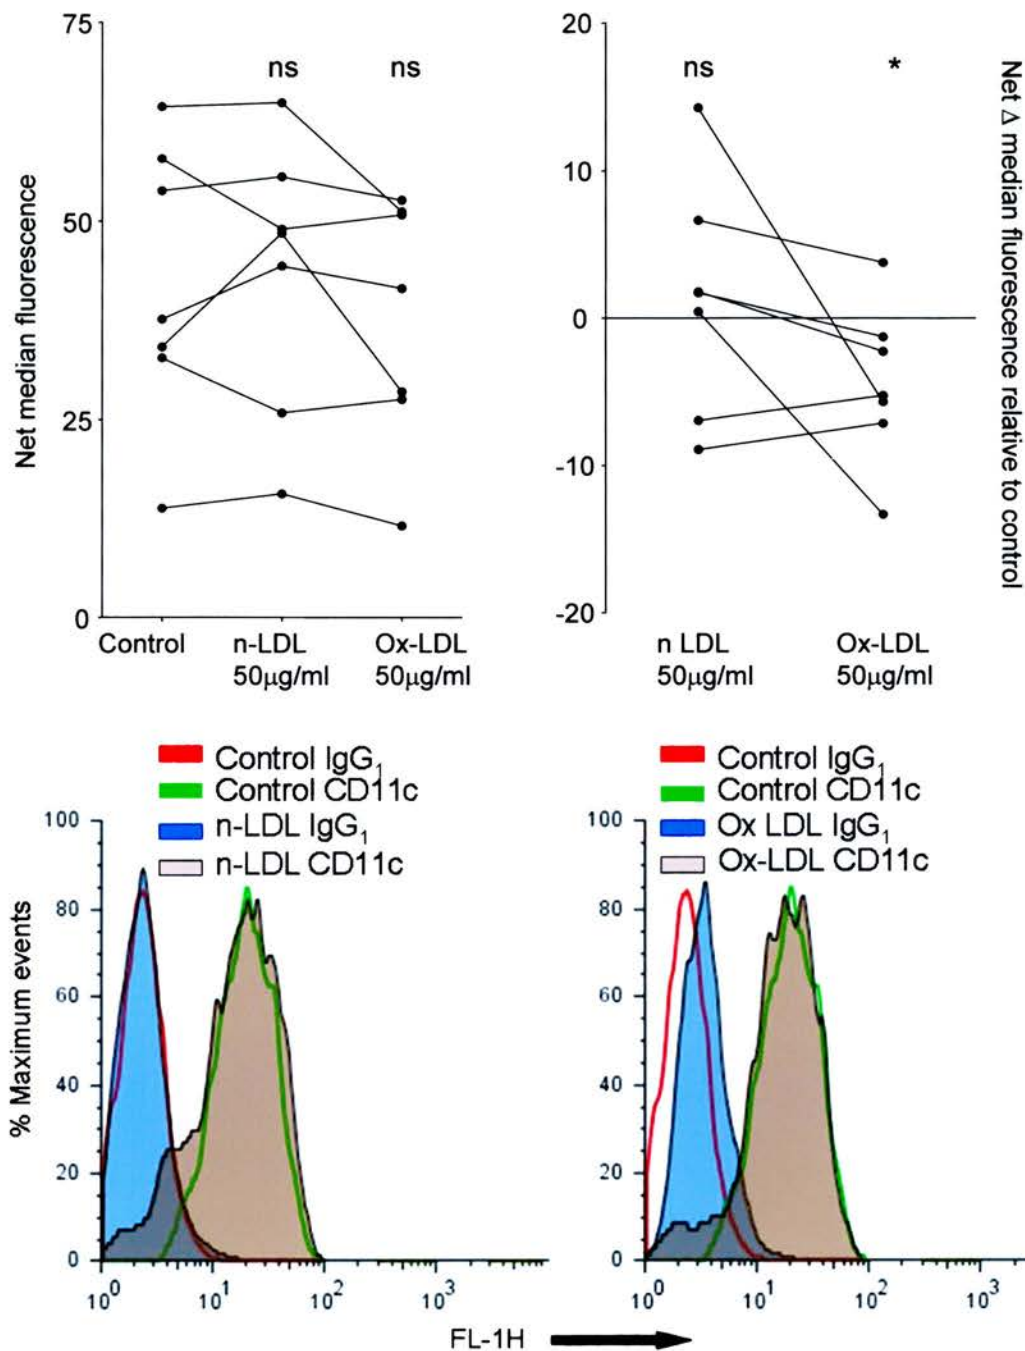 75
50
25
0
Net median fluorescence
ns
ns
Control
n-LDL
50μg/ml
Ox-LDL
50μg/ml
20
10
0
-10
-20
ns
*
Net Δ median fluorescence relative to control
n LDL
50μg/ml
Ox-LDL
50μg/ml
Control IgG₁
Control CD11c
n-LDL IgG₁
n-LDL CD11c
100
80
60
40
20
0
% Maximum events
10⁰
10¹
10²
10³
Control IgG₁
Control CD11c
Ox LDL IgG₁
Ox-LDL CD11c
100
80
60
40
20
0
10⁰
10¹
10²
10³
FL-1H